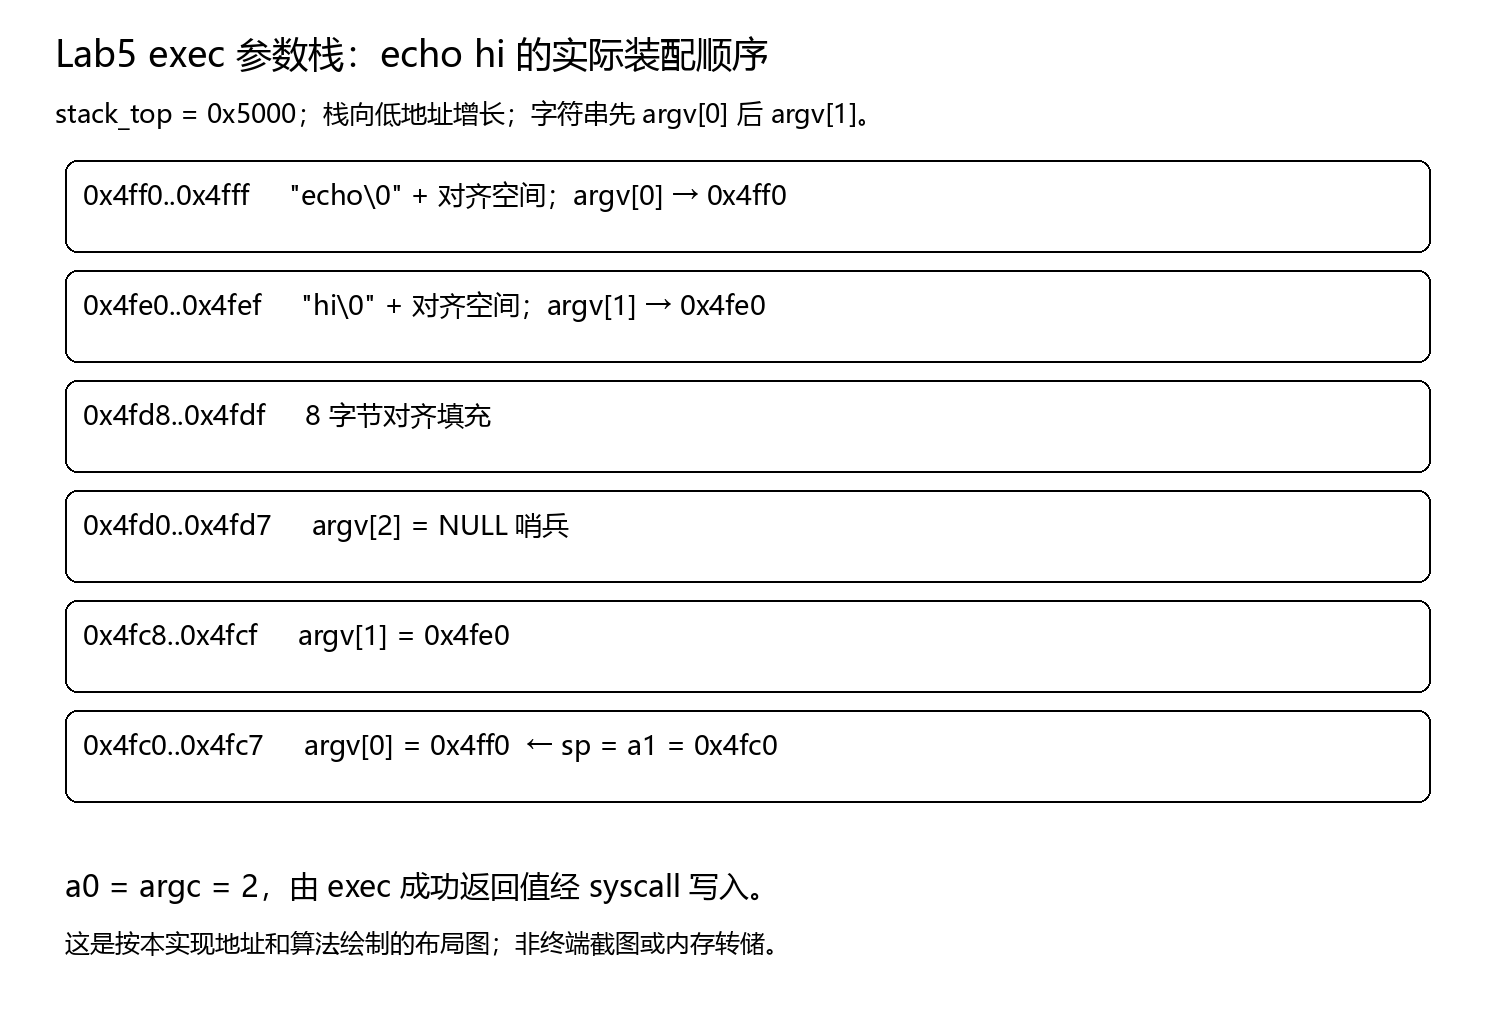 Lab5 exec 参数栈：echo hi 的实际装配顺序
stack_top = 0x5000；栈向低地址增长；字符串先 argv[0] 后 argv[1]。
0x4ff0..0x4fff "echo\0" + 对齐空间；argv[0] → 0x4ff0
0x4fe0..0x4fef "hi\0" + 对齐空间；argv[1] → 0x4fe0
0x4fd8..0x4fdf 8 字节对齐填充
0x4fd0..0x4fd7 argv[2] = NULL 哨兵
0x4fc8..0x4fcf argv[1] = 0x4fe0
0x4fc0..0x4fc7 argv[0] = 0x4ff0 ← sp = a1 = 0x4fc0
a0 = argc = 2，由 exec 成功返回值经 syscall 写入。
这是按本实现地址和算法绘制的布局图；非终端截图或内存转储。